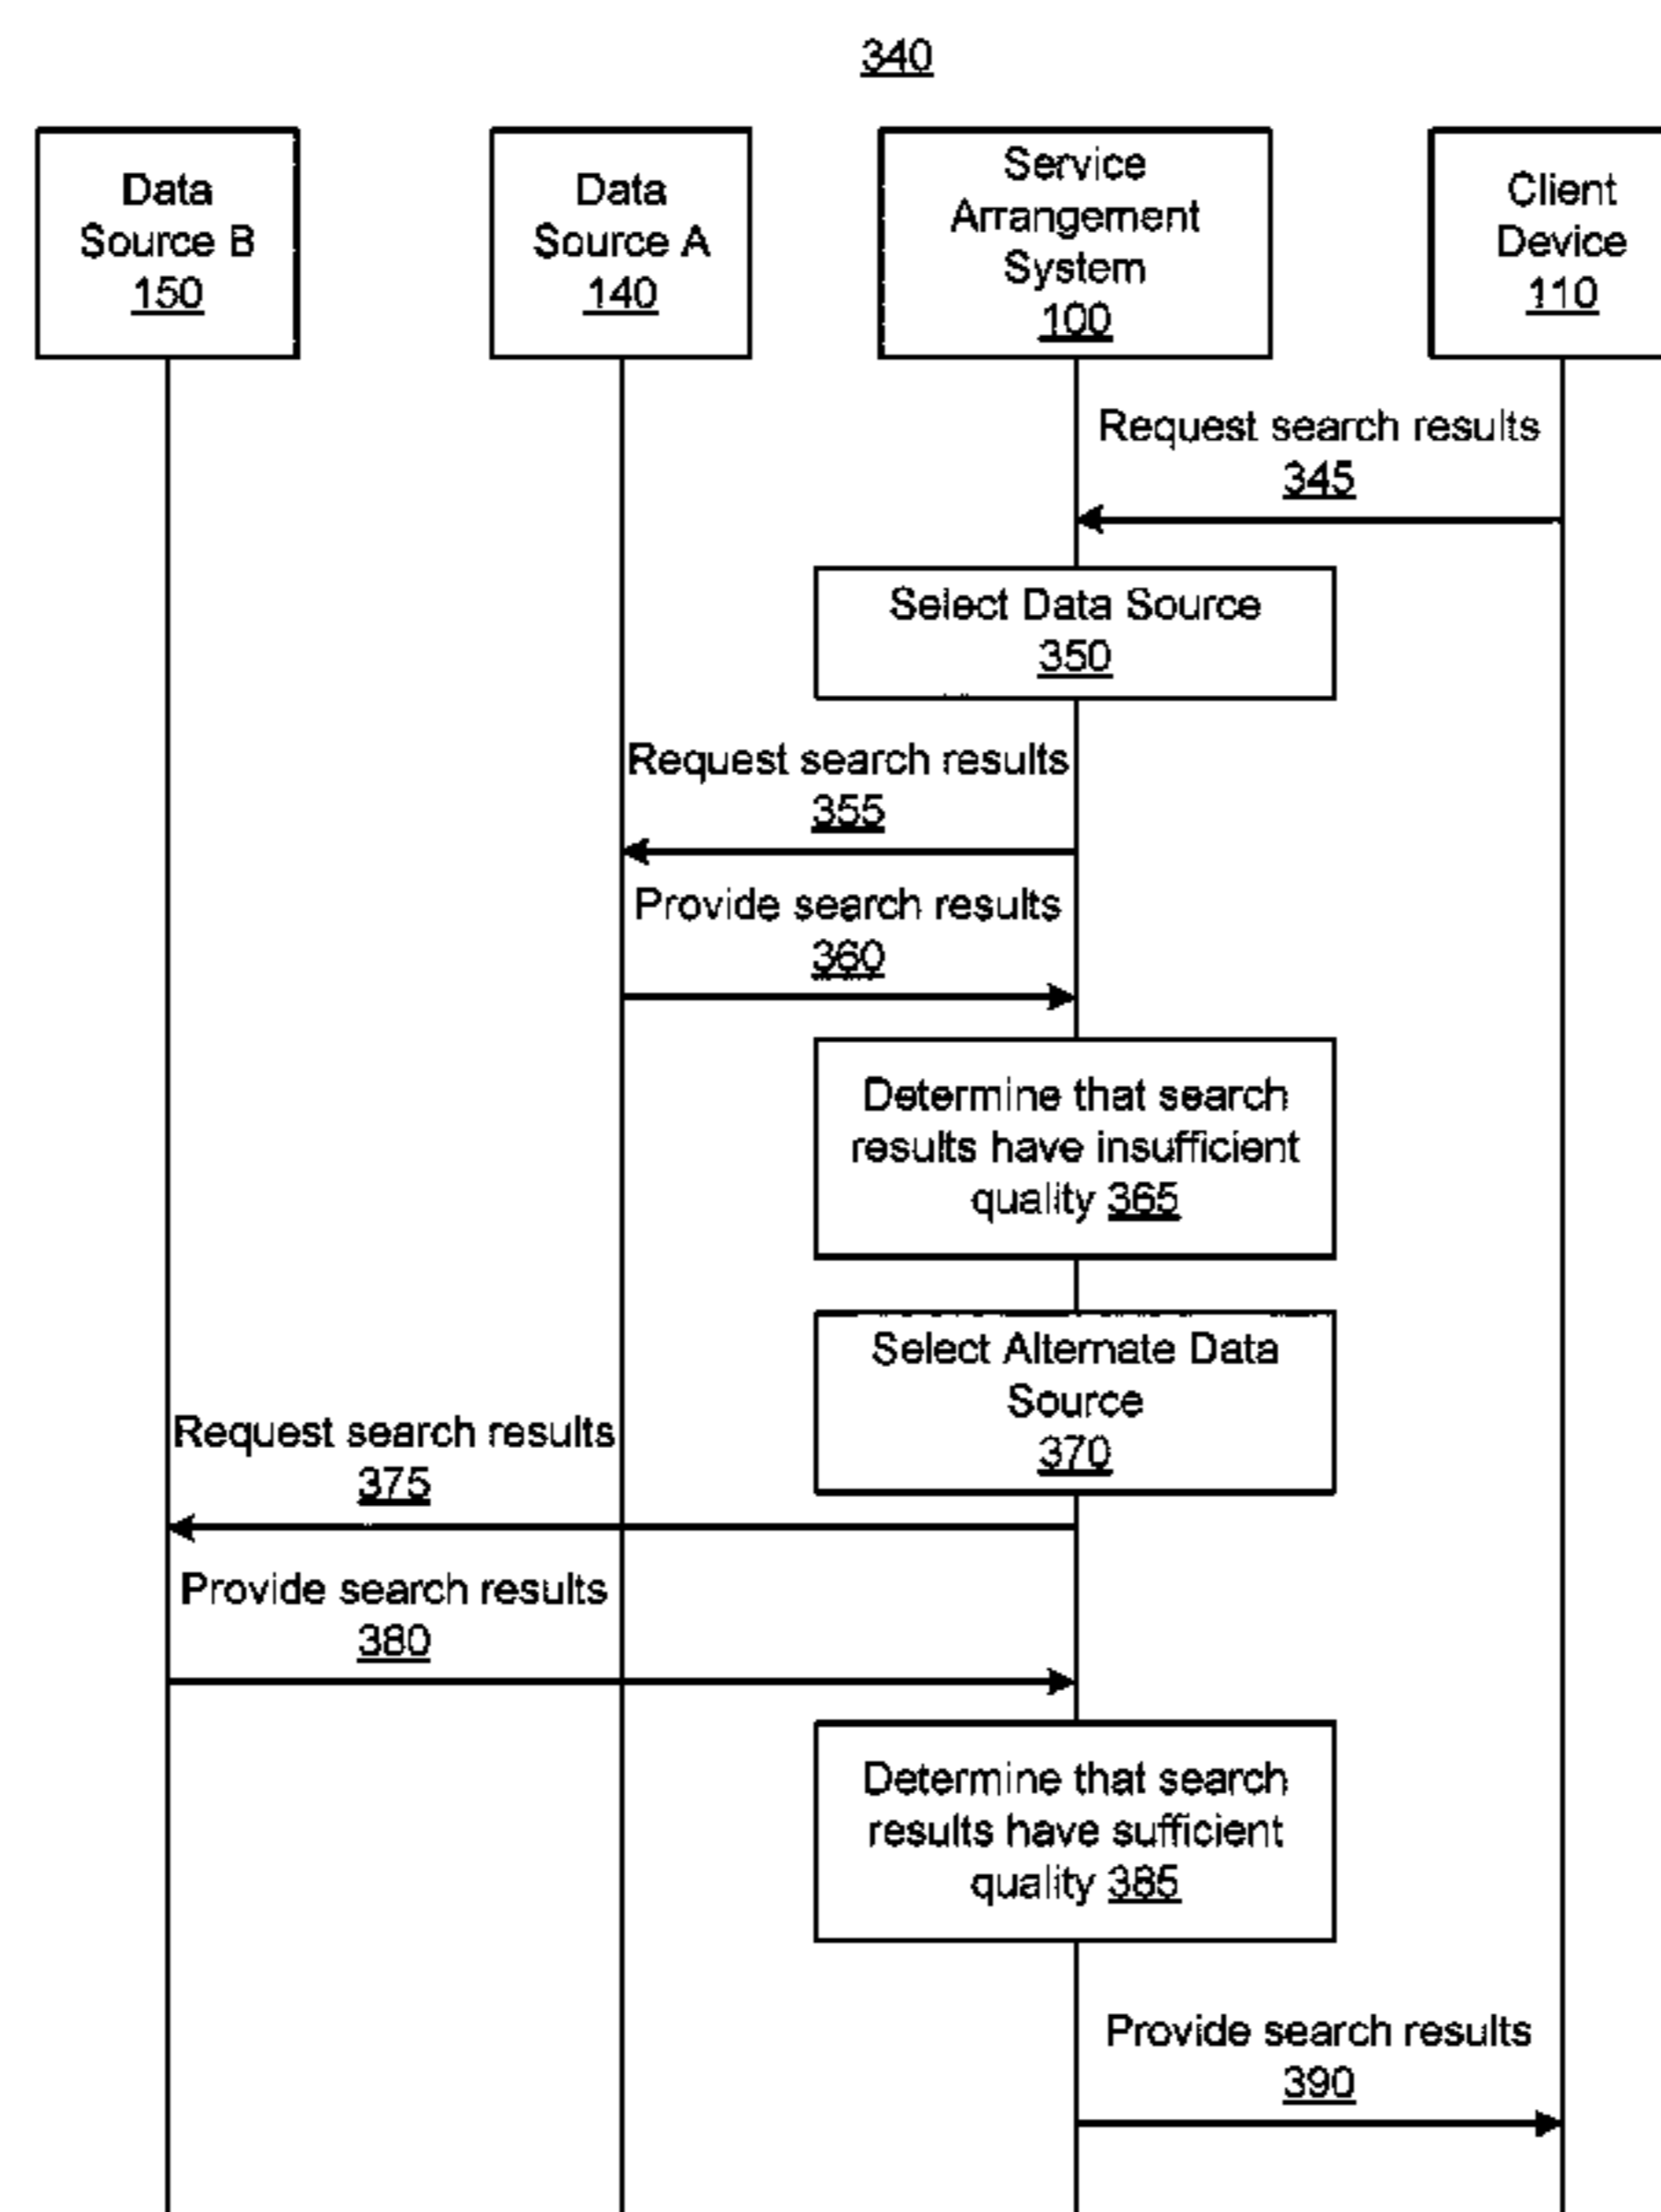 340
Data
Source B
150
Data
Source A
140
Service
Arrangement
System
100
Client
Device
110
Request search results
345
Select Data Source
350
Request search results
355
Provide search results
360
Determine that search
results have insufficient
quality 365
Select Alternate Data
Source
370
Request search results
375
Provide search results
380
Determine that search
results have sufficient
quality 385
Provide search results
390